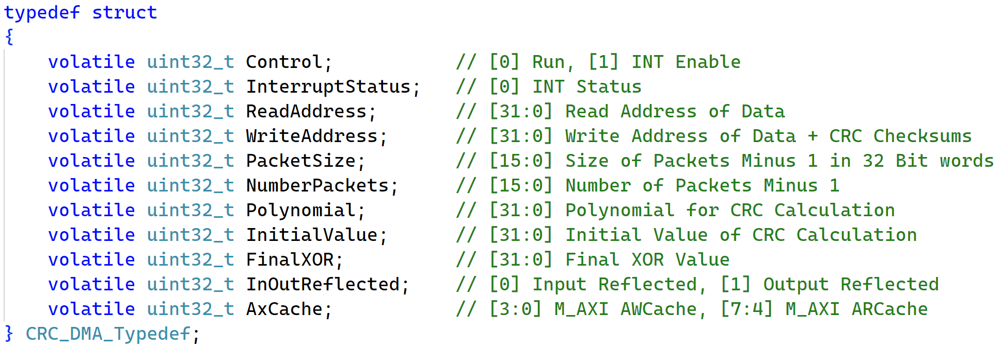 typedef struct
{
    volatile uint32_t Control;           // [0] Run, [1] INT Enable
    volatile uint32_t InterruptStatus;   // [0] INT Status
    volatile uint32_t ReadAddress;       // [31:0] Read Address of Data
    volatile uint32_t WriteAddress;      // [31:0] Write Address of Data + CRC Checksums
    volatile uint32_t PacketSize;        // [15:0] Size of Packets Minus 1 in 32 Bit words
    volatile uint32_t NumberPackets;     // [15:0] Number of Packets Minus 1
    volatile uint32_t Polynomial;        // [31:0] Polynomial for CRC Calculation
    volatile uint32_t InitialValue;      // [31:0] Initial Value of CRC Calculation
    volatile uint32_t FinalXOR;          // [31:0] Final XOR Value
    volatile uint32_t InOutReflected;    // [0] Input Reflected, [1] Output Reflected
    volatile uint32_t AxCache;           // [3:0] M_AXI AWCache, [7:4] M_AXI ARCache
} CRC_DMA_Typedef;